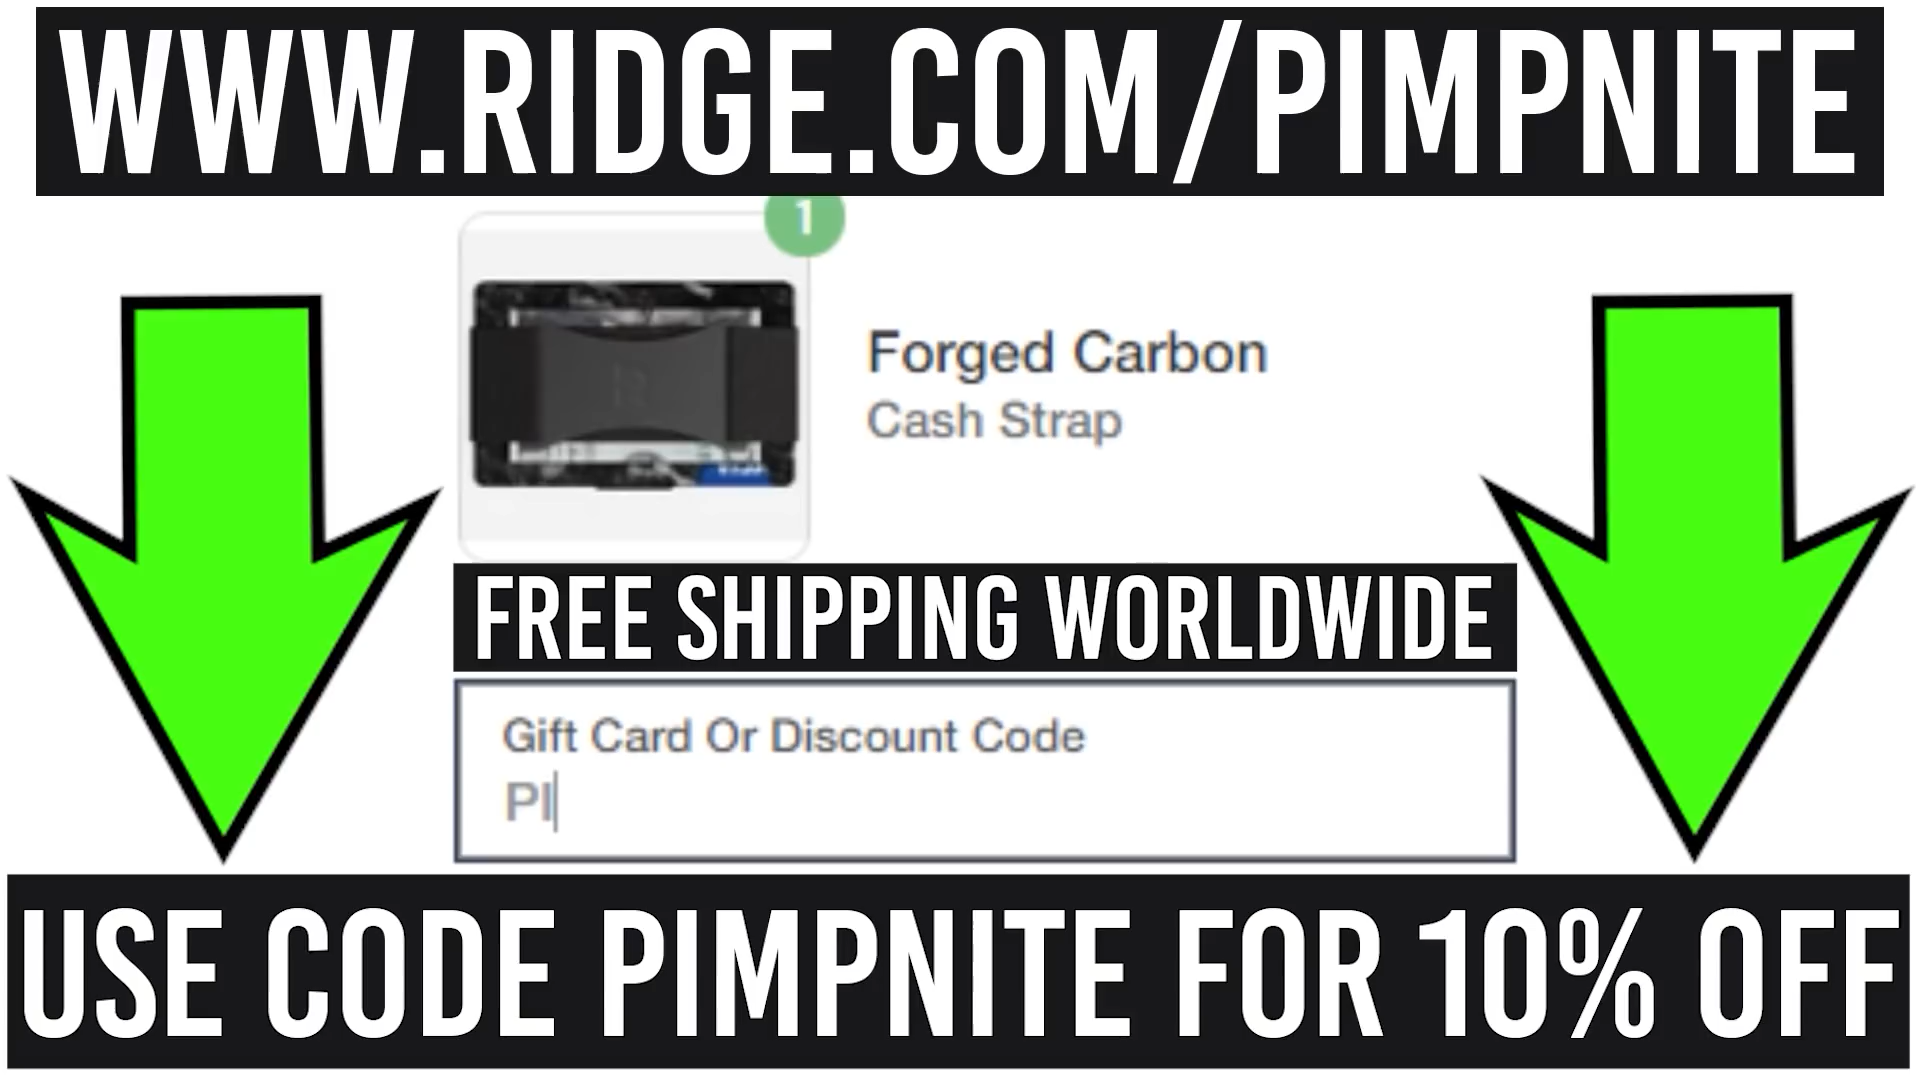 WWW.RIDGE.COM/PIMPNITE
1
Forged Carbon
Cash Strap
FREE SHIPPING WORLDWIDE
Gift Card Or Discount Code
PI
USE CODE PIMPNITE FOR 10% OFF